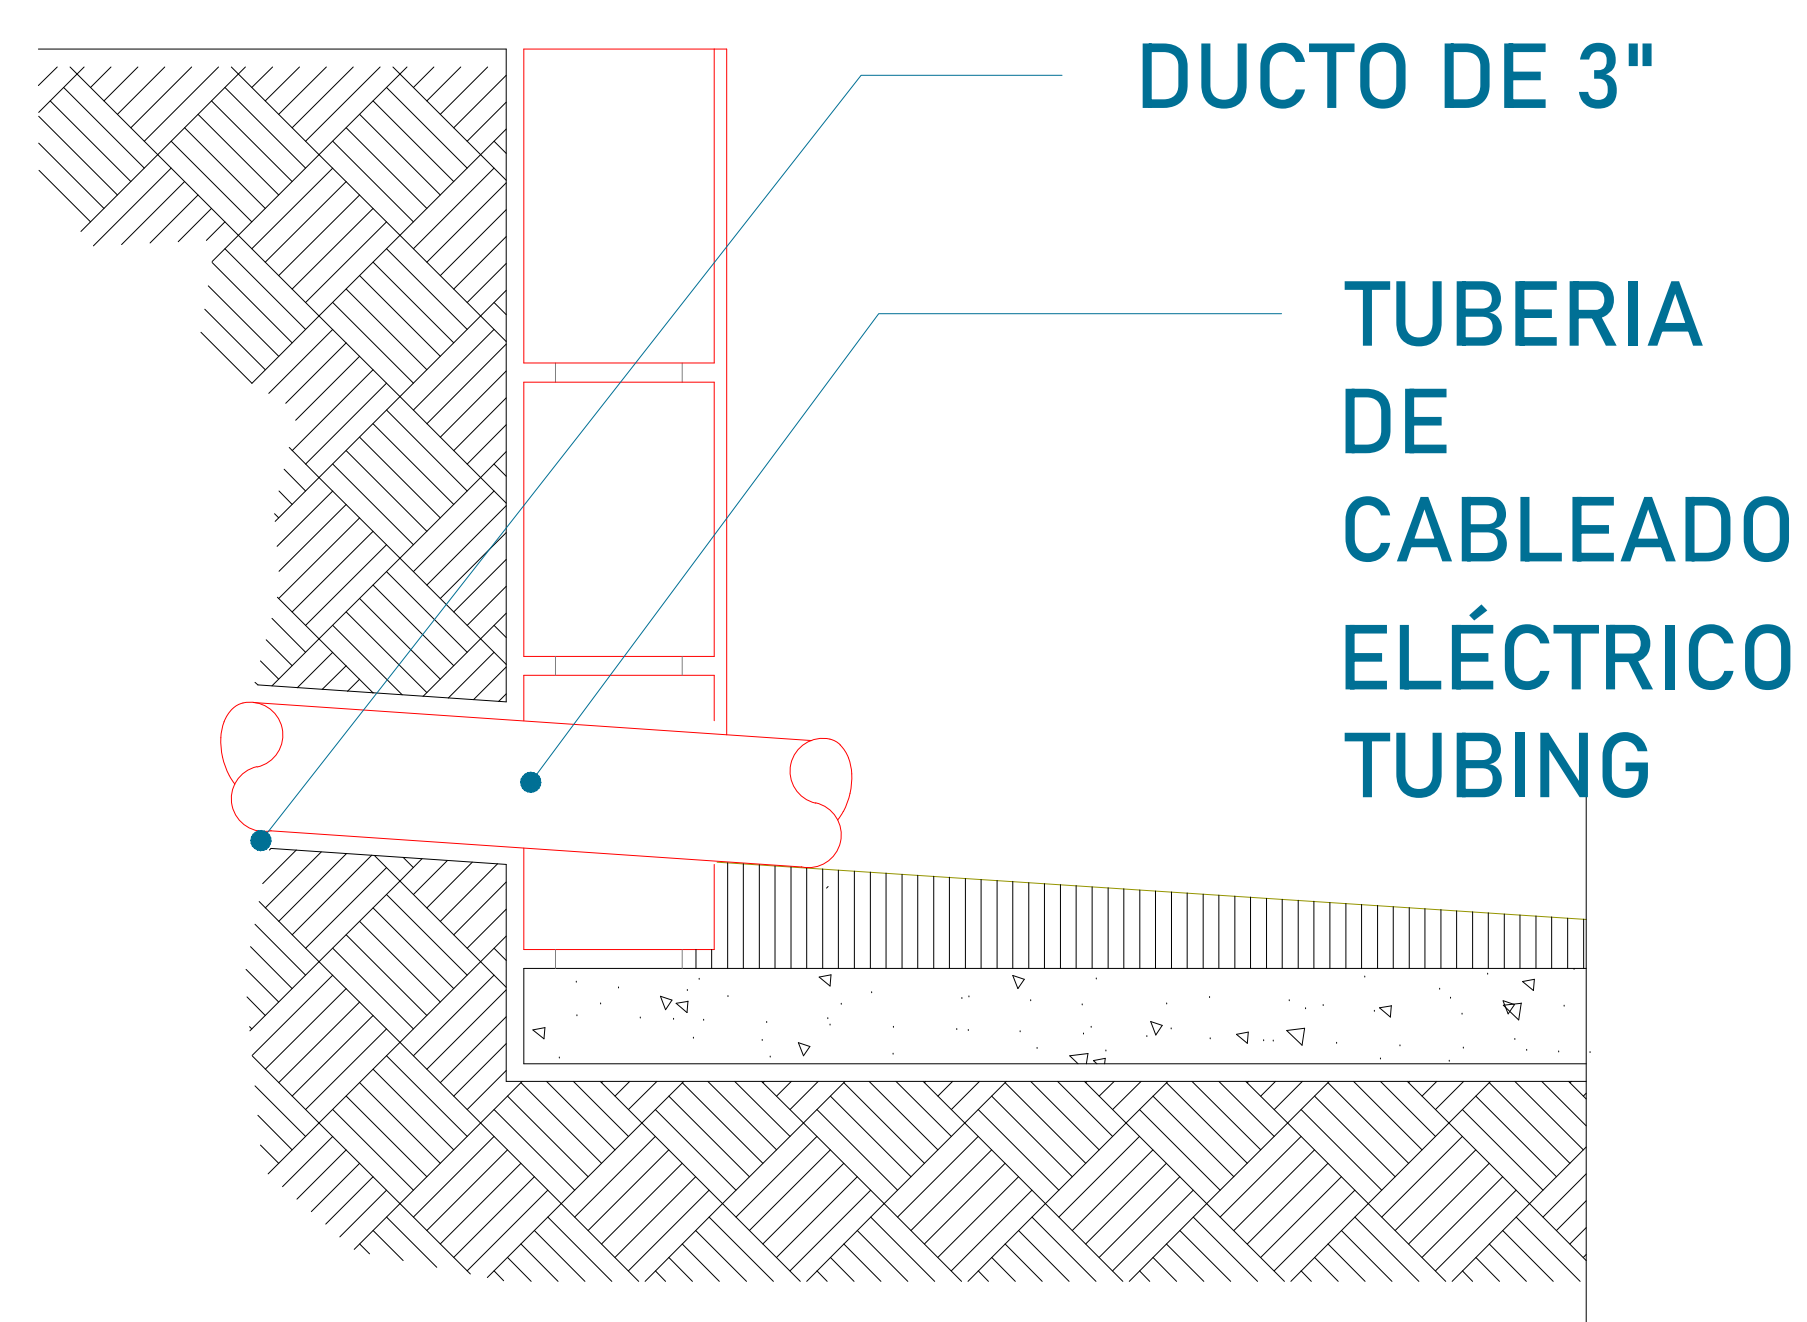 DUCTO DE 3"
TUBERIA
DE
CABLEADO
ELÉCTRICO
TUBING